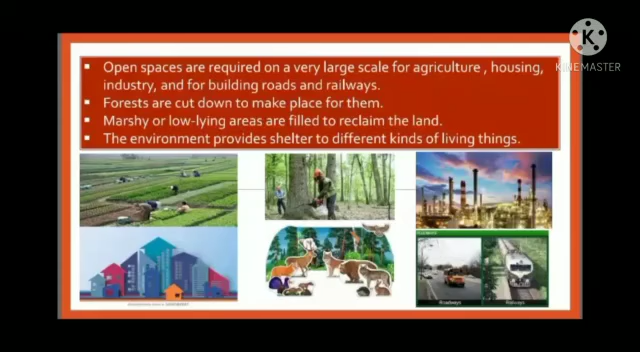 K
KINEMASTER
Open spaces are required on a very large scale for agriculture , housing,
industry, and for building roads and railways.
Forests are cut down to make place for them.
Marshy or low-lying areas are filled to reclaim the land.
The environment provides shelter to different kinds of living things.
Roadways
Railways